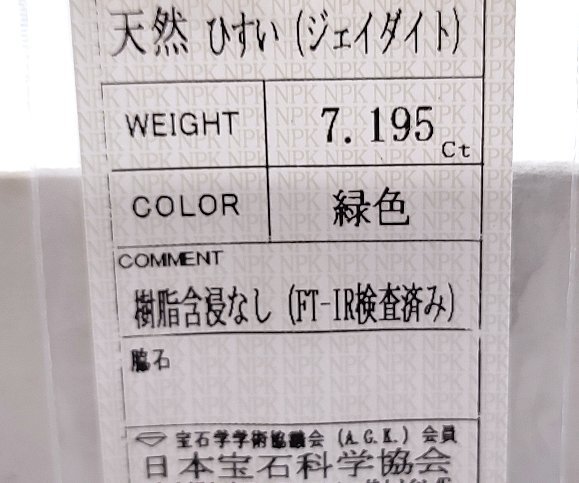 天然 ひすい (ジェイダイト)
WEIGHT 7.195 Ct
COLOR 緑色
COMMENT
樹脂含浸なし (FT-IR検査済み)
脇石
宝石学学術協議会 (A.G.K.) 会員
日本宝石科学協会